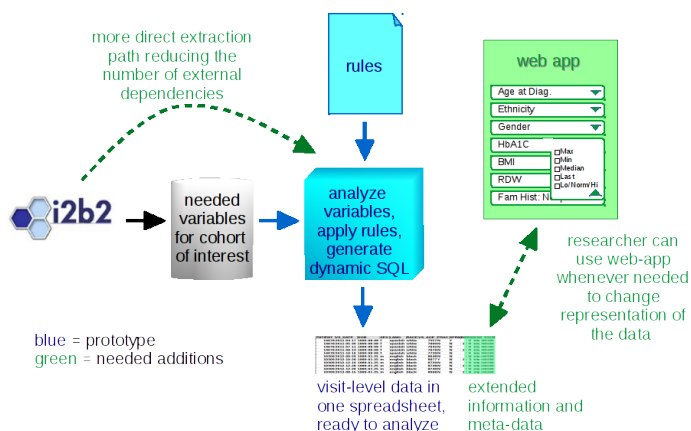 more direct extraction
path reducing the
number of external
dependencies
rules
web app
Age at Diag.
Ethnicity
Gender
HbA1C
BMI
RDW
Fam Hist:
Max
Min
Median
Last
Lo/Norm/Hi
i2b2
needed
variables
for cohort
of interest
analyze
variables,
apply rules,
generate
dynamic SQL
researcher can
use web-app
whenever needed
to change
representation of
the data
blue = prototype
green = needed additions
visit-level data in
one spreadsheet,
ready to analyze
extended
information and
meta-data